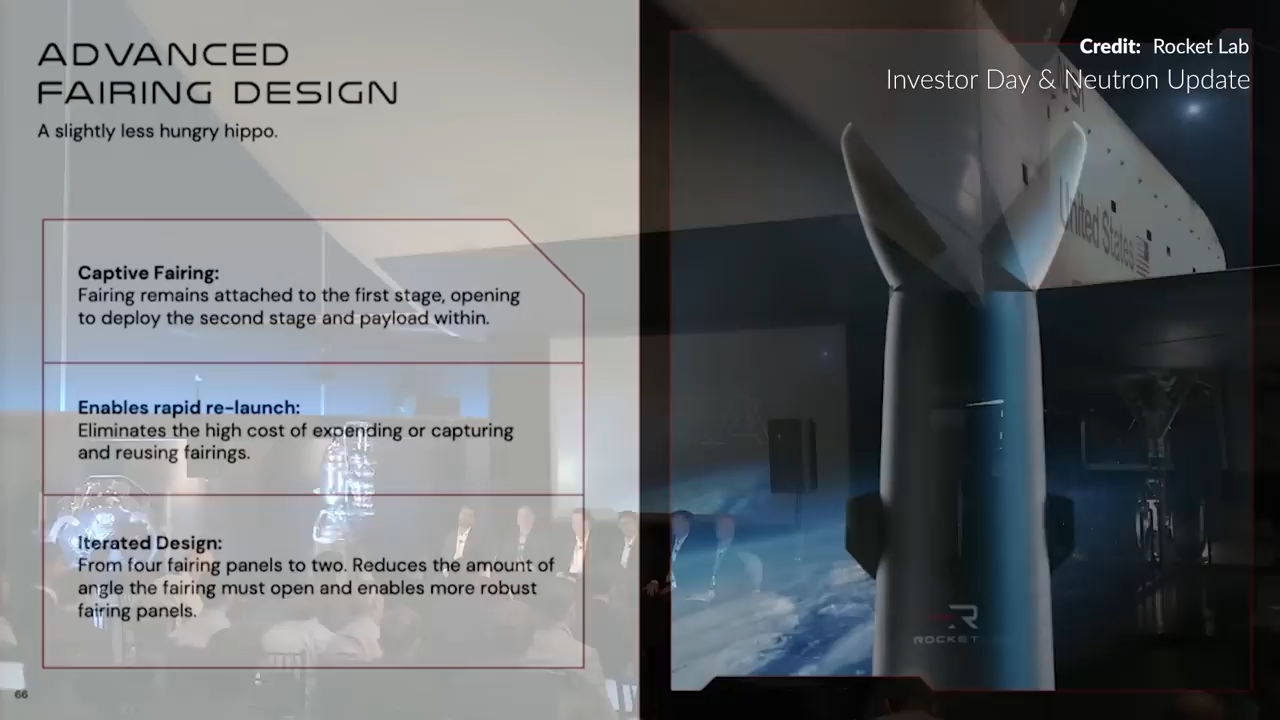 ADVANCED
FAIRING DESIGN
A slightly less hungry hippo.
Captive Fairing:
Fairing remains attached to the first stage, opening
to deploy the second stage and payload within.
Enables rapid re-launch:
Eliminates the high cost of expending or capturing
and reusing fairings.
Iterated Design:
From four fairing panels to two. Reduces the amount of
angle the fairing must open and enables more robust
fairing panels.
66
Credit: Rocket Lab
Investor Day & Neutron Update
United States
ROCKET